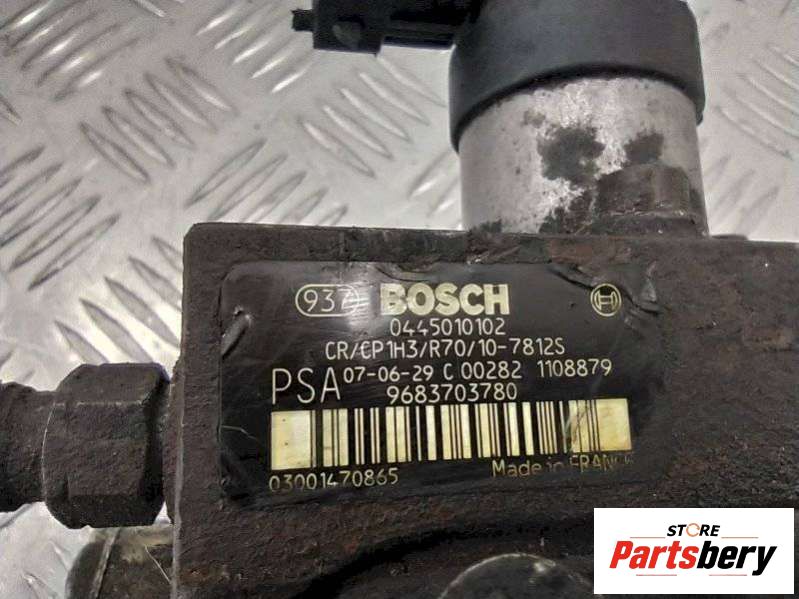 937 BOSCH
0445010102
CR/CP1H3/R70/10-7812S
PSA 07-06-29 C 00282 1108879
9683703780
03001470865 Made in FRANCE
STORE
Partsbery